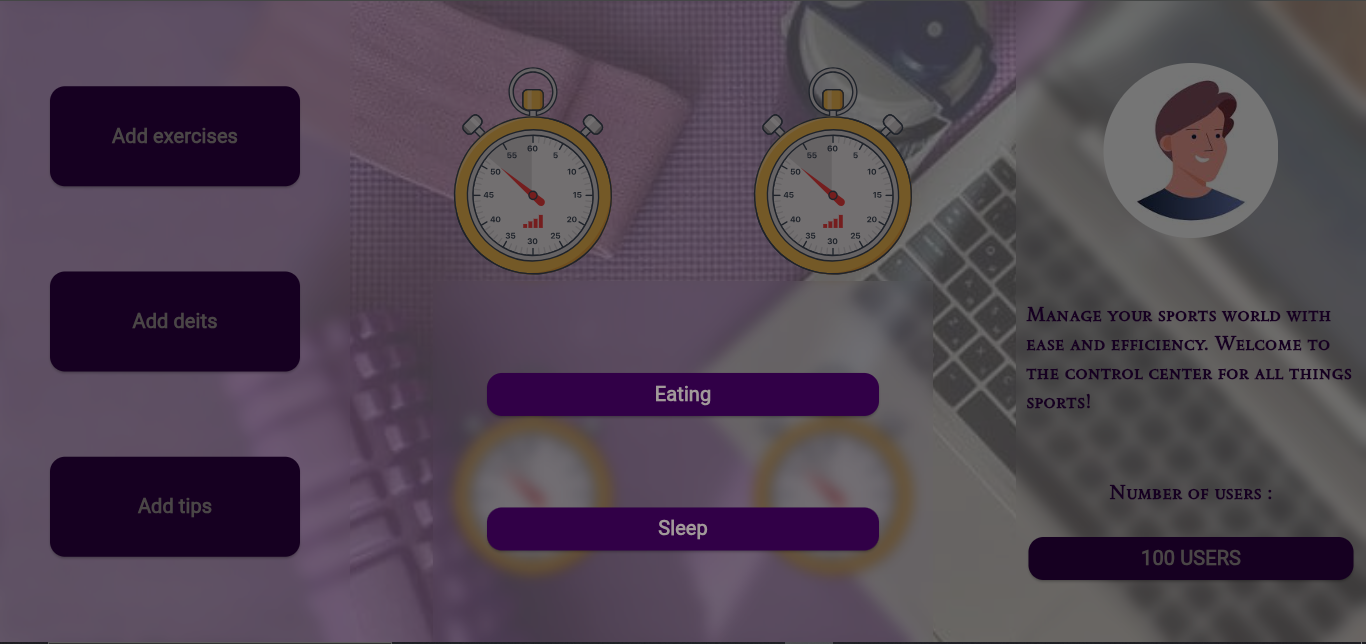 Add exercises
Add deits
Add tips
60
55
5
50
10
45
15
40
20
35
25
30
60
55
5
50
10
45
15
40
20
35
25
30
Eating
Sleep
Manage your sports world with
ease and efficiency. Welcome to
the control center for all things
sports!
Number of users :
100 USERS